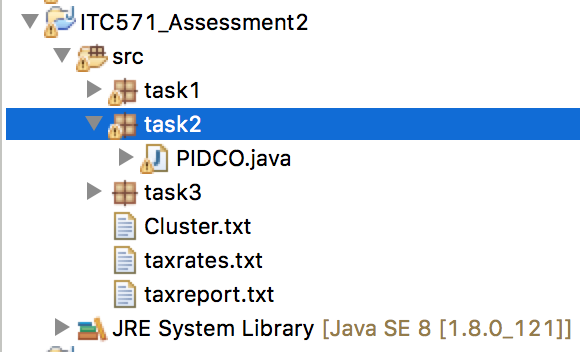 ITC571_Assessment2
src
task1
task2
PIDCO.java
task3
Cluster.txt
taxrates.txt
taxreport.txt
JRE System Library [Java SE 8 [1.8.0_121]]